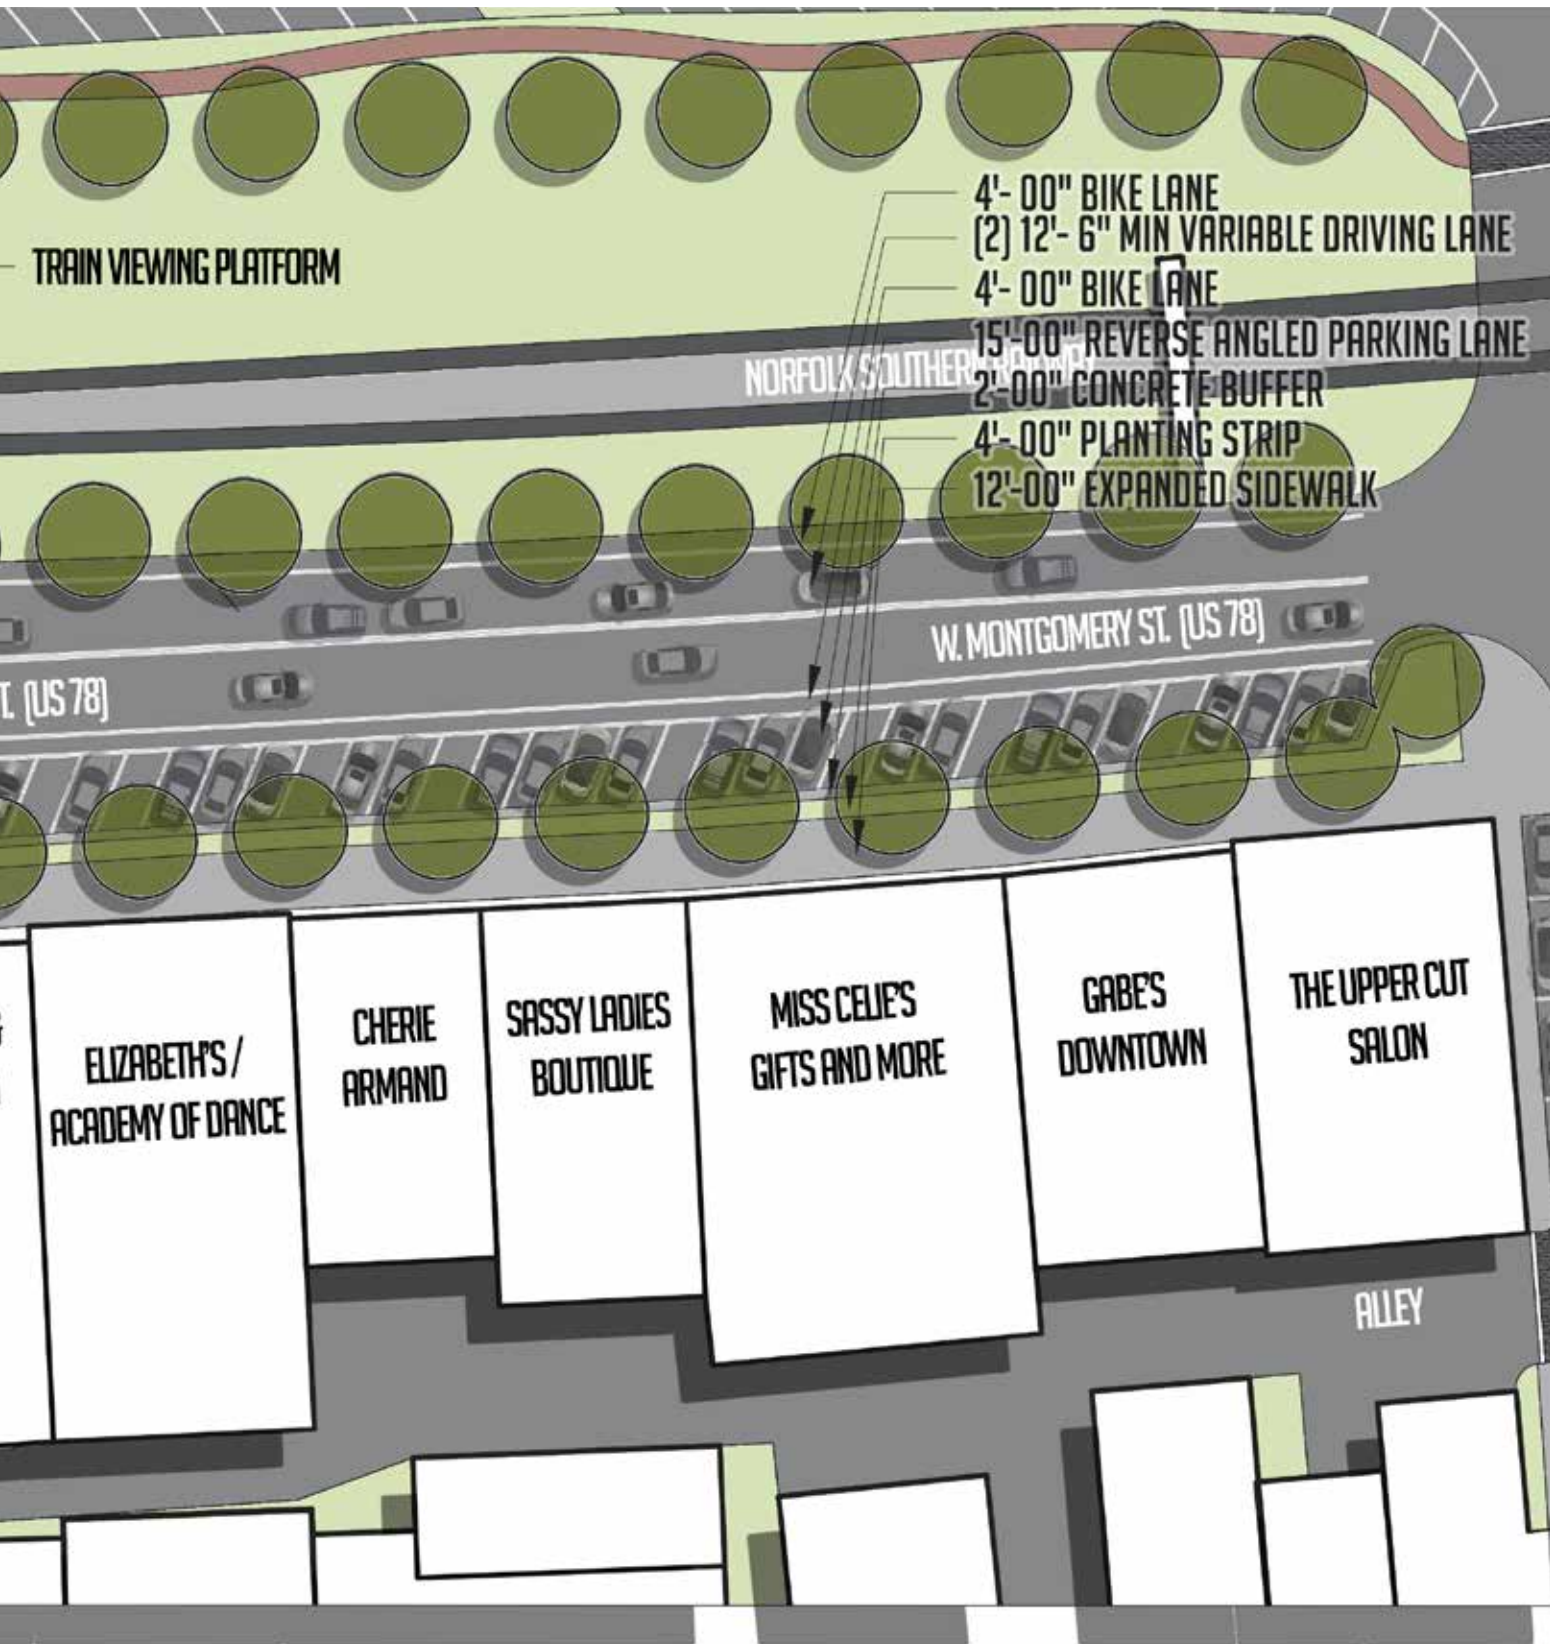 4'- 00" BIKE LANE
(2) 12'- 6" MIN VARIABLE DRIVING LANE
TRAIN VIEWING PLATFORM
4'- 00" BIKE LANE
15'-00" REVERSE ANGLED PARKING LANE
NORFOLK SOUTHERN RAILWAY
2'-00" CONCRETE BUFFER
4'- 00" PLANTING STRIP
12'-00" EXPANDED SIDEWALK
W. MONTGOMERY ST. (US 78)
T. (US 78)
ELIZABETH'S /
ACADEMY OF DANCE
CHERIE
ARMAND
SASSY LADIES
BOUTIQUE
MISS CELIE'S
GIFTS AND MORE
GABE'S
DOWNTOWN
THE UPPER CUT
SALON
ALLEY